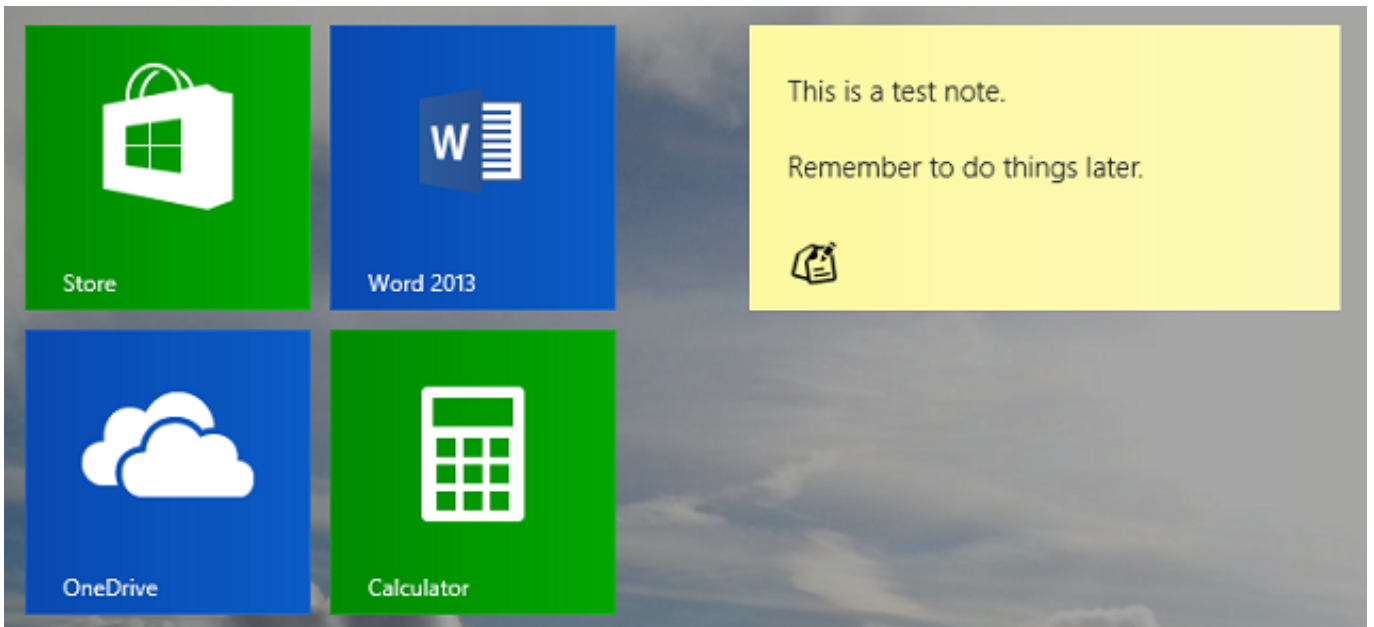 Store
W
Word 2013
This is a test note.
Remember to do things later.
OneDrive
Calculator